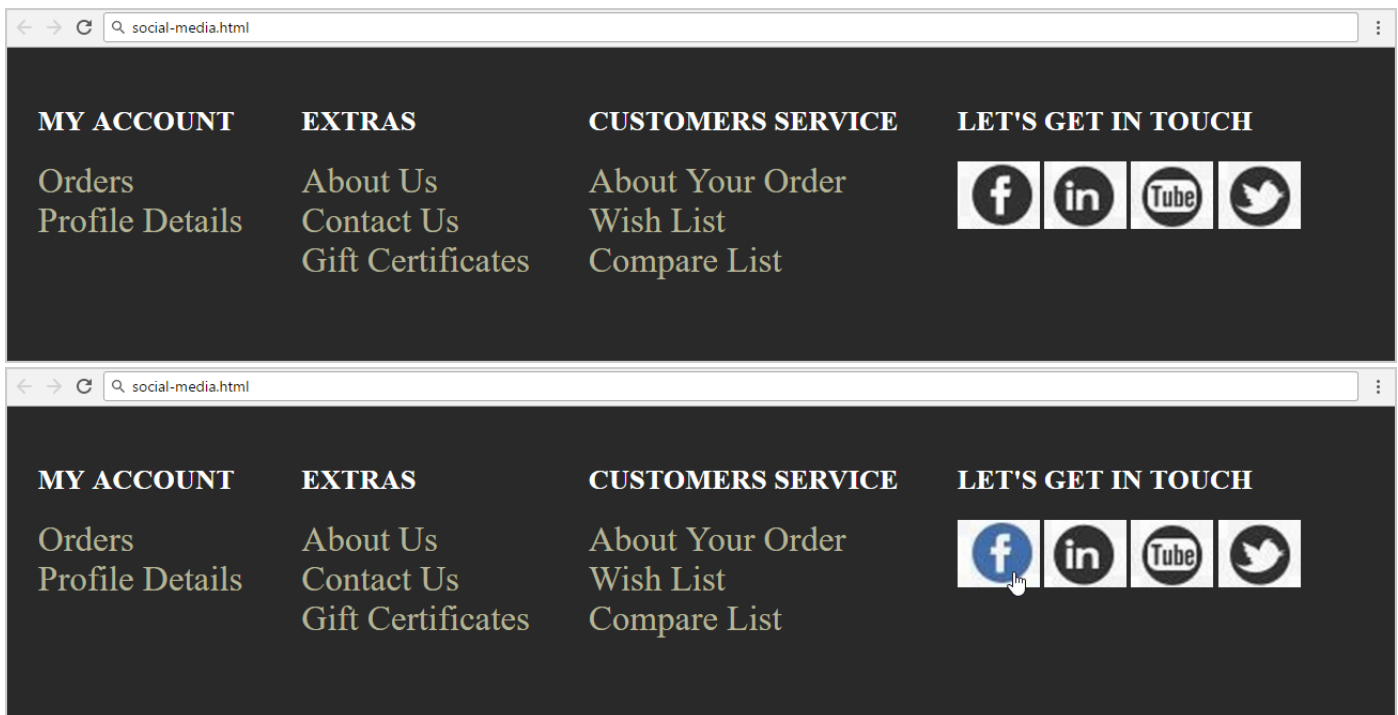 social-media.html
MY ACCOUNT
Orders
Profile Details
EXTRAS
About Us
Contact Us
Gift Certificates
CUSTOMERS SERVICE
About Your Order
Wish List
Compare List
LET'S GET IN TOUCH
f in Tube
social-media.html
MY ACCOUNT
Orders
Profile Details
EXTRAS
About Us
Contact Us
Gift Certificates
CUSTOMERS SERVICE
About Your Order
Wish List
Compare List
LET'S GET IN TOUCH
f in Tube